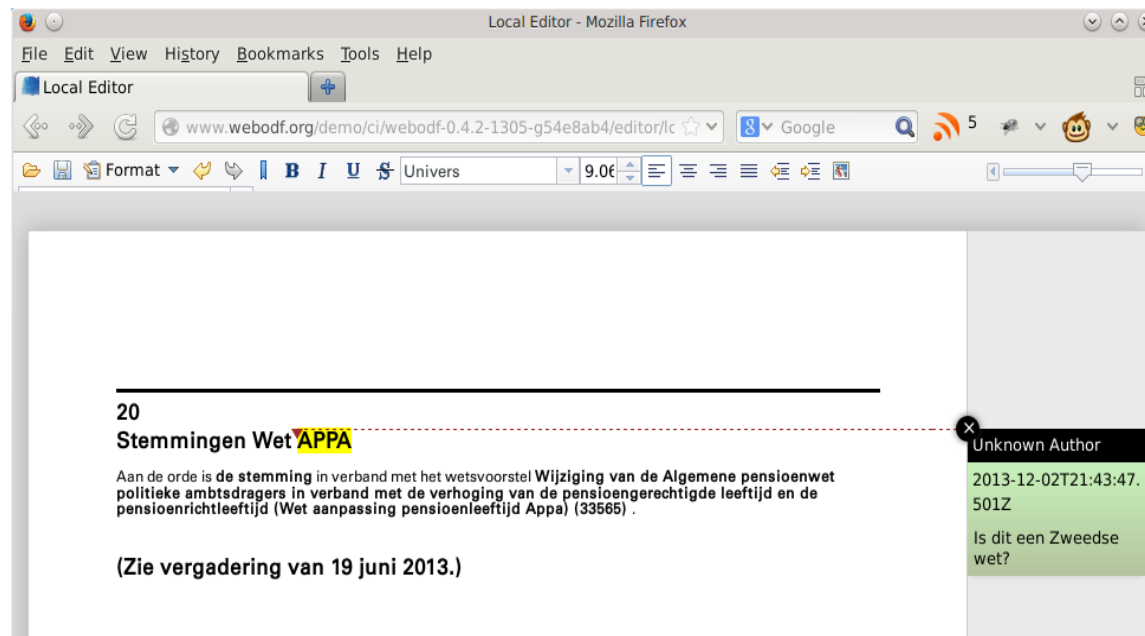 Local Editor - Mozilla Firefox
File Edit View History Bookmarks Tools Help
Local Editor
www.webodf.org/demo/ci/webodf-0.4.2-1305-g54e8ab4/editor/lc
8 Google
5
Format B I U S Univers 9.06
20
Stemmingen Wet APPA
Aan de orde is de stemming in verband met het wetsvoorstel Wijziging van de Algemene pensioenwet
politieke ambtsdragers in verband met de verhoging van de pensioengerechtigde leeftijd en de
pensioenrichtleeftijd (Wet aanpassing pensioenleeftijd Appa) (33565) .
(Zie vergadering van 19 juni 2013.)
Unknown Author
2013-12-02T21:43:47.
501Z
Is dit een Zweedse
wet?